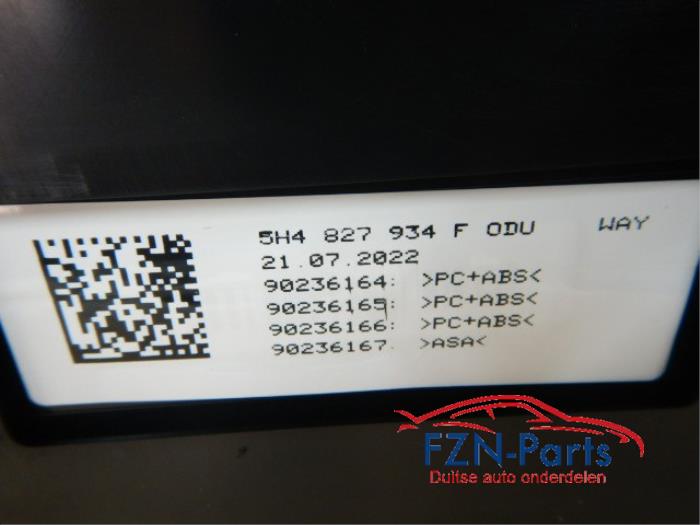 5H4 827 934 F ODU WAY
21.07.2022
90236164: >PC+ABS<
90236165: >PC+ABS<
90236166: >PC+ABS<
90236167. >ASA<
FZN-Parts
Duitse auto onderdelen